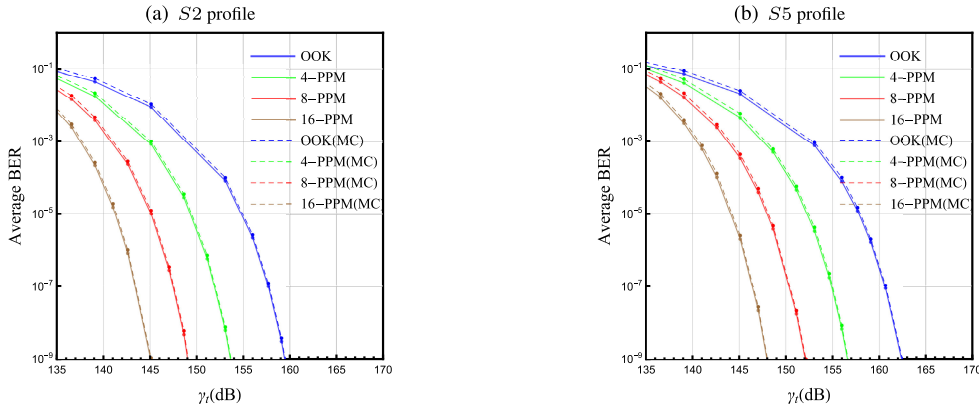 (a) S2 profile
Average BER
10⁻¹
10⁻³
10⁻⁵
10⁻⁷
10⁻⁹
OOK
4−PPM
8−PPM
16−PPM
OOK(MC)
4−PPM(MC)
8−PPM(MC)
16−PPM(MC)
135 140 145 150 155 160 165 170
γₜ(dB)
(b) S5 profile
Average BER
10⁻¹
10⁻³
10⁻⁵
10⁻⁷
10⁻⁹
OOK
4−PPM
8−PPM
16−PPM
OOK(MC)
4−PPM(MC)
8−PPM(MC)
16−PPM(MC)
135 140 145 150 155 160 165 170
γₜ(dB)